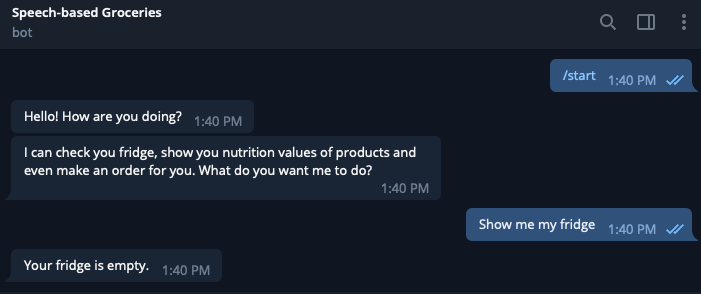 Speech-based Groceries
bot
/start 1:40 PM
Hello! How are you doing? 1:40 PM
I can check you fridge, show you nutrition values of products and
even make an order for you. What do you want me to do?
1:40 PM
Show me my fridge 1:40 PM
Your fridge is empty. 1:40 PM